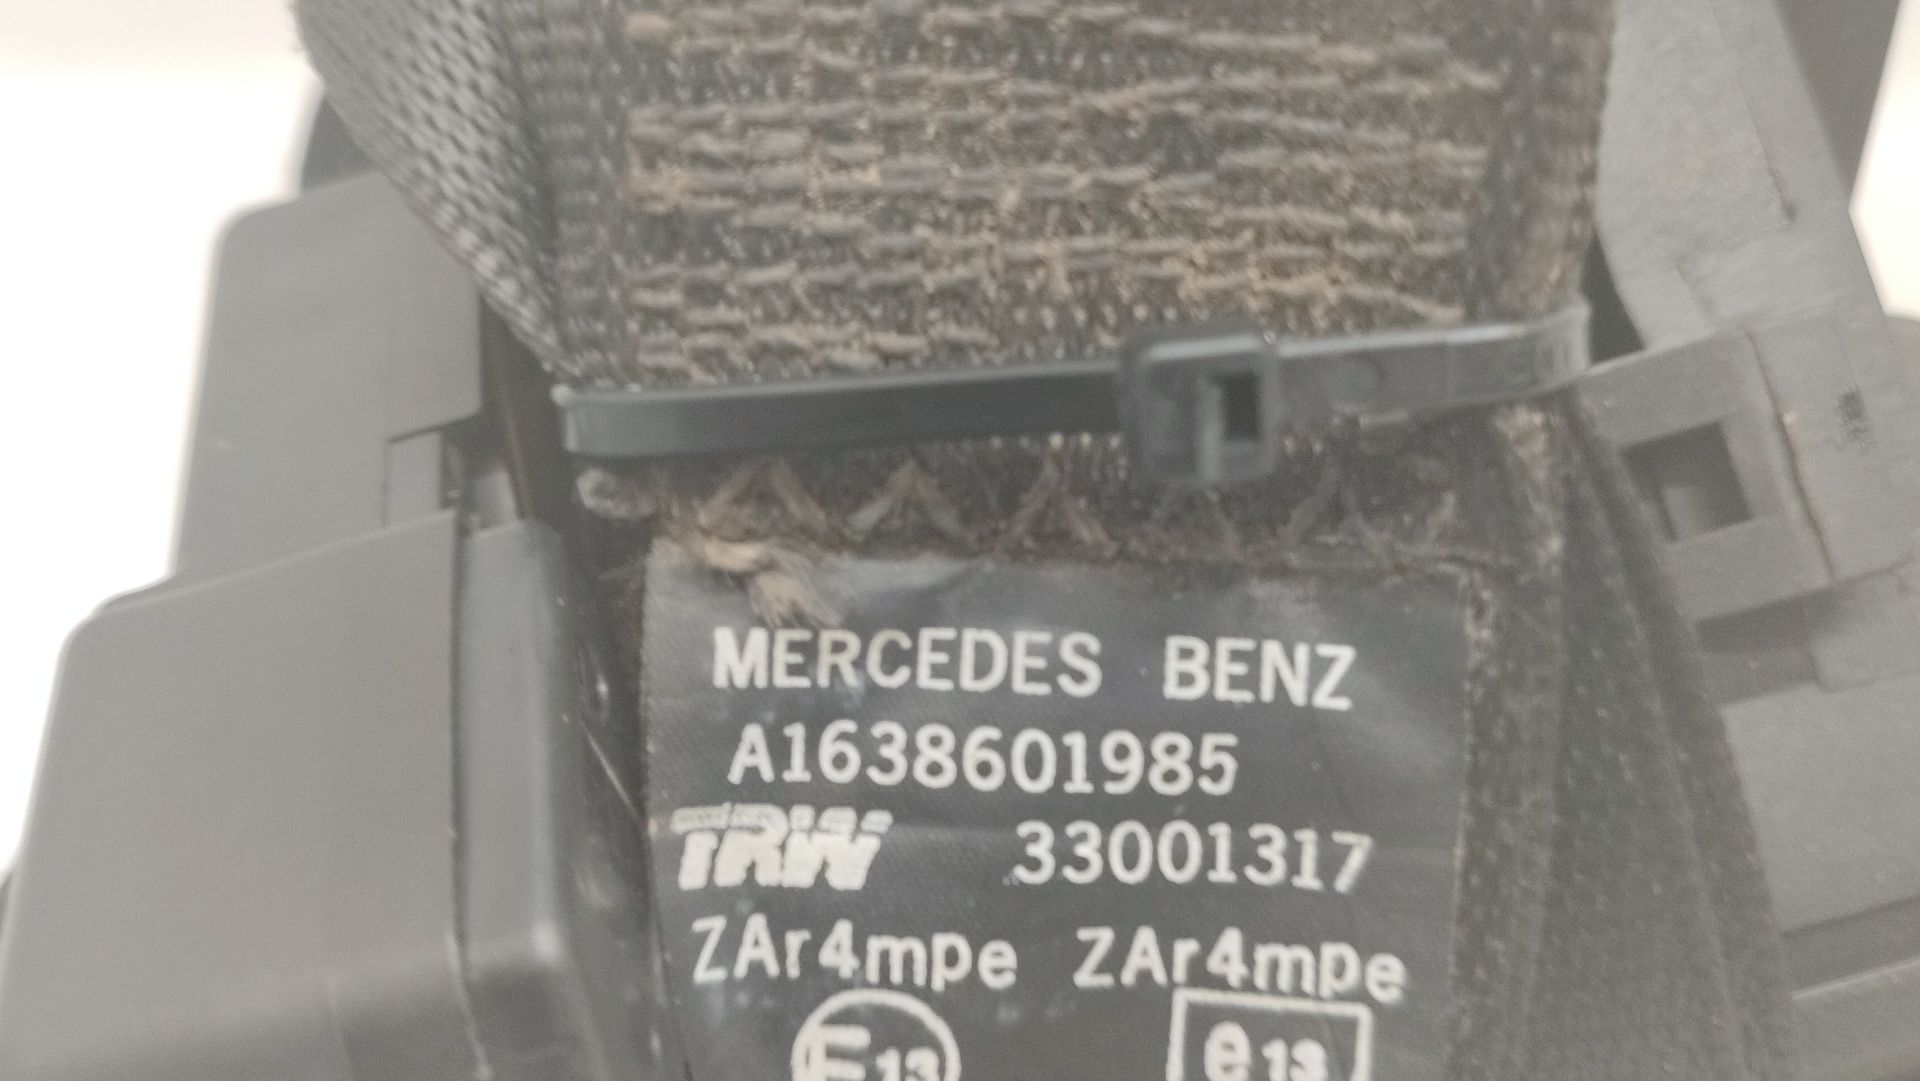 MERCEDES BENZ
A1638601985
TRW 33001317
ZAr4mpe ZAr4mpe
E13 e13